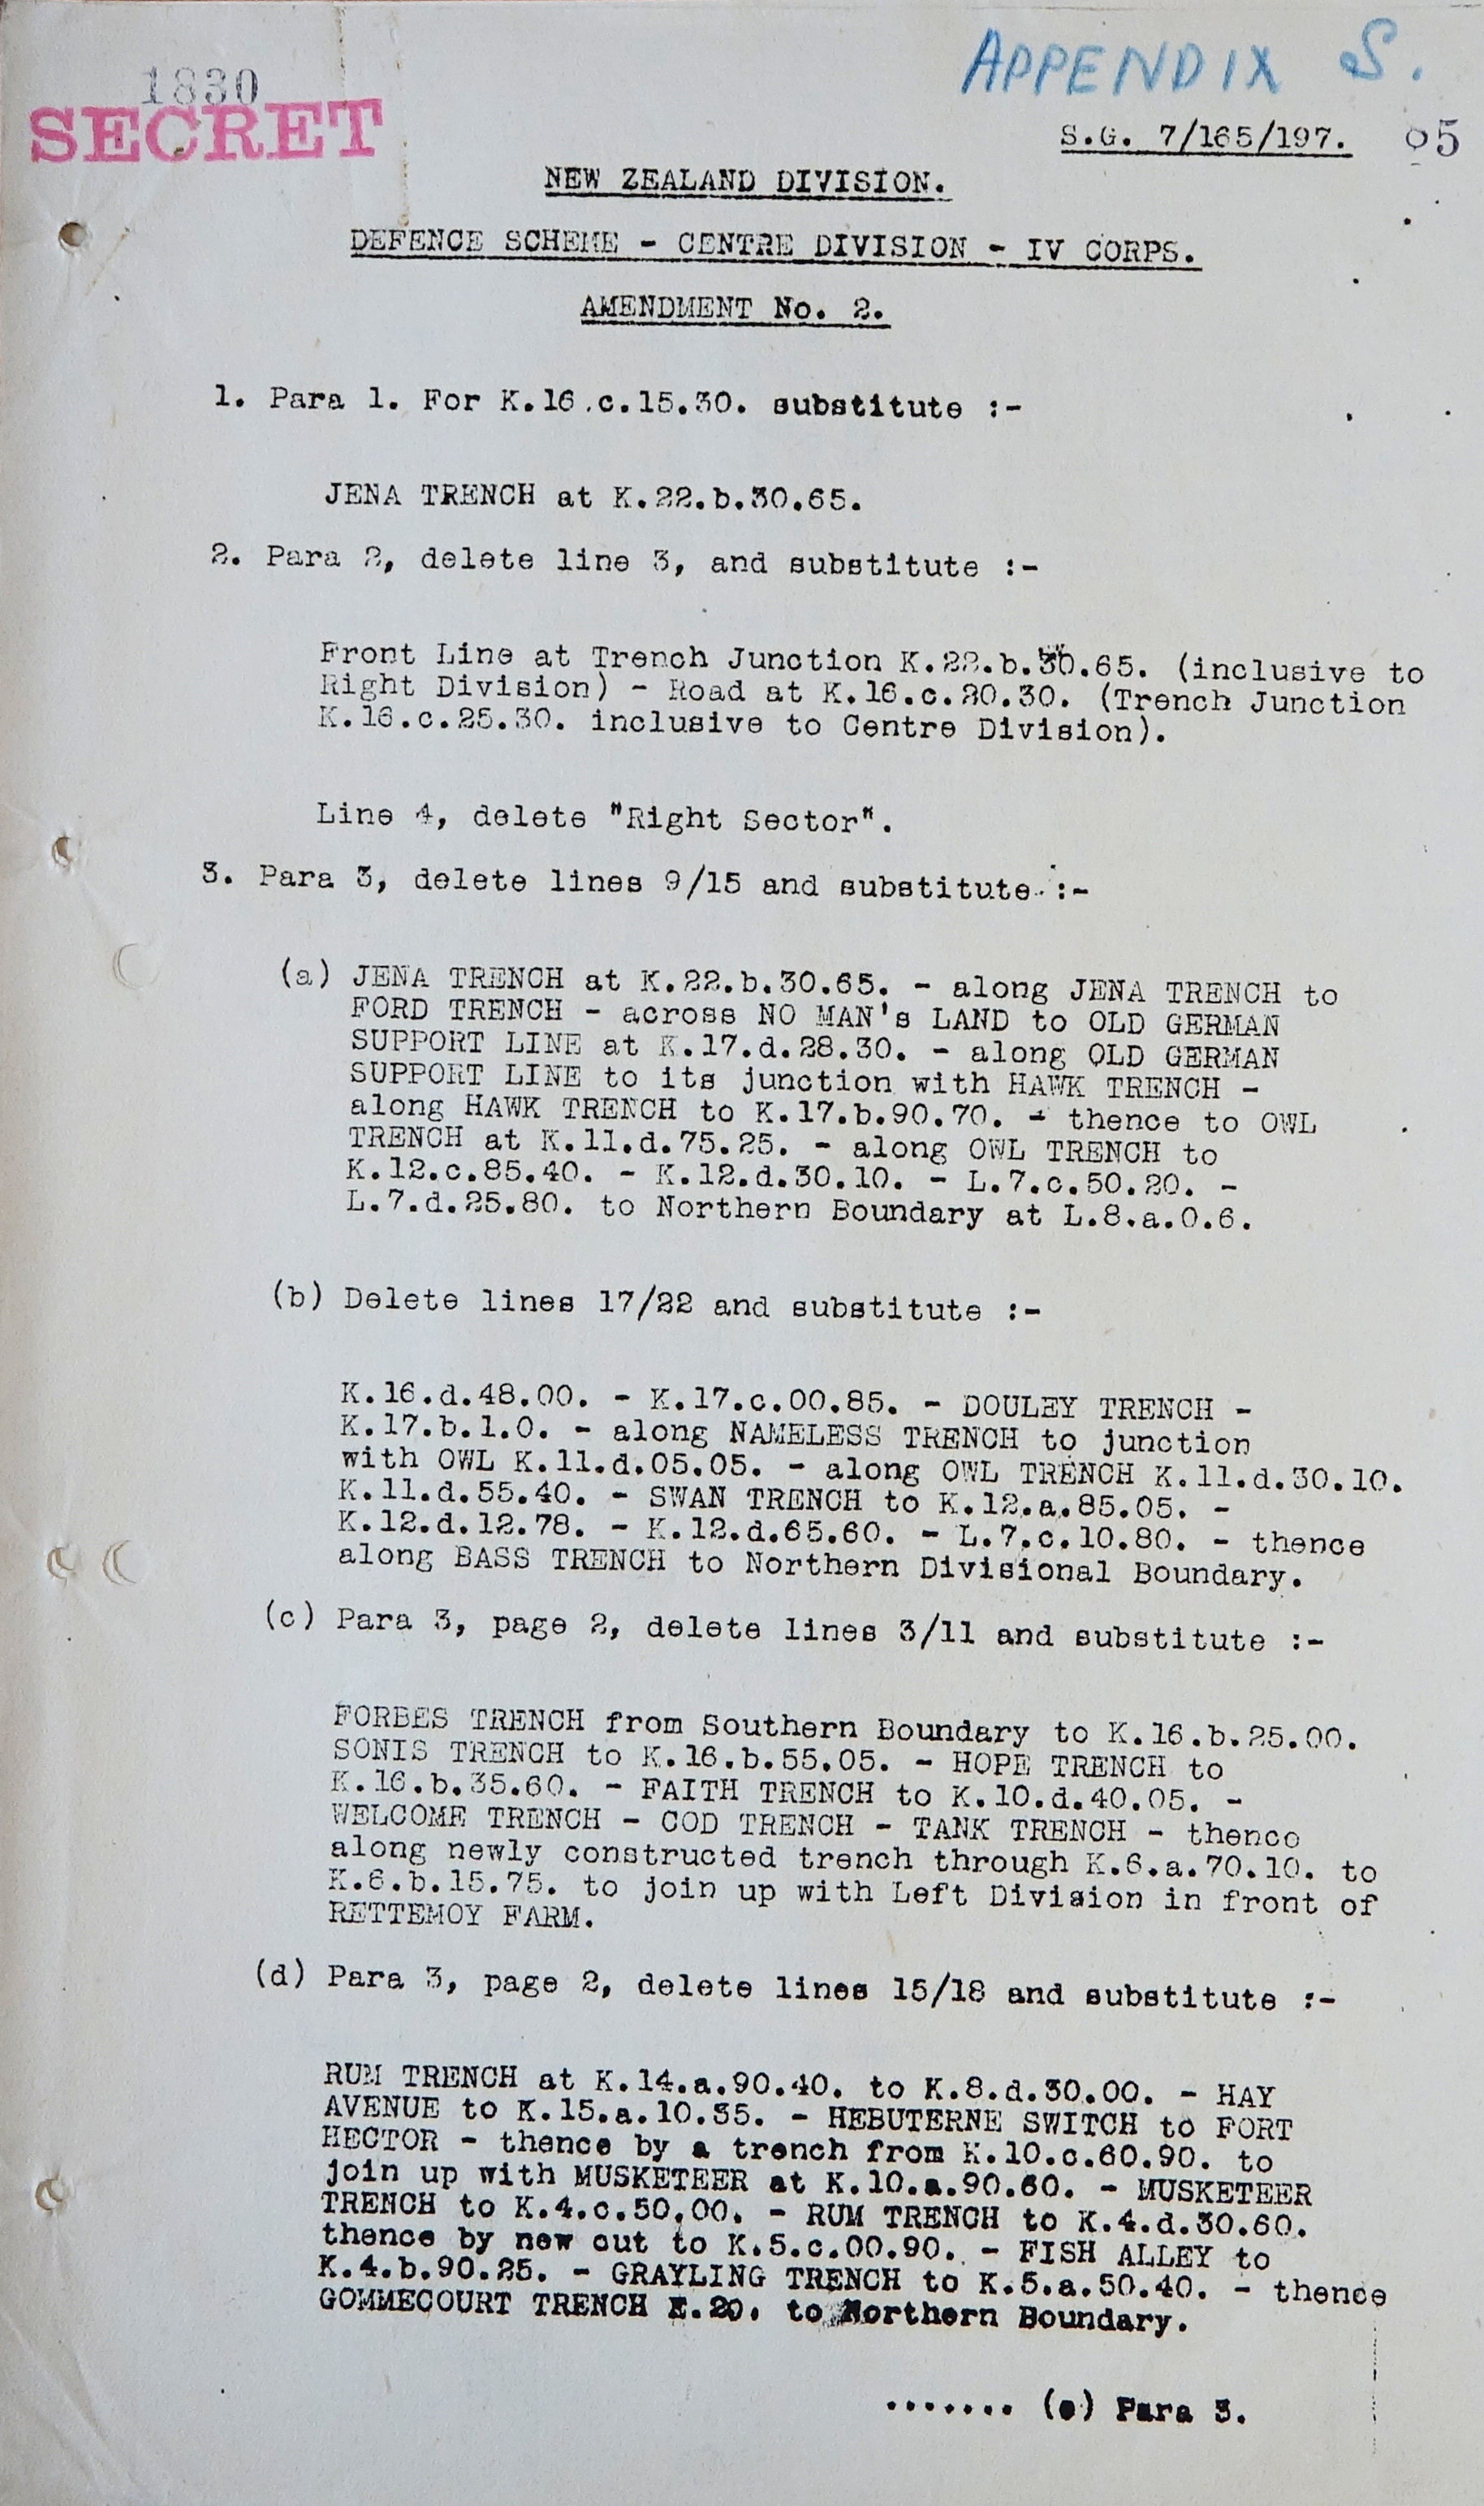 APPENDIX S.
1830
SECRET
S.G. 7/165/197. 95
NEW ZEALAND DIVISION.
DEFENCE SCHEME - CENTRE DIVISION - IV CORPS.
AMENDMENT No. 2.
1. Para 1. For K.16.c.15.30. substitute :-
JENA TRENCH at K.22.b.30.65.
2. Para 2, delete line 3, and substitute :-
Front Line at Trench Junction K.22.b.30.65. (inclusive to
Right Division) - Road at K.16.c.20.30. (Trench Junction
K.16.c.25.30. inclusive to Centre Division).
Line 4, delete "Right Sector".
3. Para 3, delete lines 9/15 and substitute :-
(a) JENA TRENCH at K.22.b.30.65. - along JENA TRENCH to
FORD TRENCH - across NO MAN's LAND to OLD GERMAN
SUPPORT LINE at K.17.d.28.30. - along OLD GERMAN
SUPPORT LINE to its junction with HAWK TRENCH -
along HAWK TRENCH to K.17.b.90.70. - thence to OWL
TRENCH at K.11.d.75.25. - along OWL TRENCH to
K.12.c.85.40. - K.12.d.30.10. - L.7.c.50.20. -
L.7.d.25.80. to Northern Boundary at L.8.a.0.6.
(b) Delete lines 17/22 and substitute :-
K.16.d.48.00. - K.17.c.00.85. - DOULEY TRENCH -
K.17.b.1.0. - along NAMELESS TRENCH to junction
with OWL K.11.d.05.05. - along OWL TRENCH K.11.d.30.10.
K.11.d.55.40. - SWAN TRENCH to K.12.a.85.05. -
K.12.d.12.78. - K.12.d.65.60. - L.7.c.10.80. - thence
along BASS TRENCH to Northern Divisional Boundary.
(c) Para 3, page 2, delete lines 3/11 and substitute :-
FORBES TRENCH from Southern Boundary to K.16.b.25.00.
SONIS TRENCH to K.16.b.55.05. - HOPE TRENCH to
K.16.b.35.60. - FAITH TRENCH to K.10.d.40.05. -
WELCOME TRENCH - COD TRENCH - TANK TRENCH - thence
along newly constructed trench through K.6.a.70.10. to
K.6.b.15.75. to join up with Left Division in front of
RETTEMOY FARM.
(d) Para 3, page 2, delete lines 15/18 and substitute :-
RUM TRENCH at K.14.a.90.40. to K.8.d.30.00. - HAY
AVENUE to K.15.a.10.35. - HEBUTERNE SWITCH to FORT
HECTOR - thence by a trench from K.10.c.60.90. to
join up with MUSKETEER at K.10.a.90.60. - MUSKETEER
TRENCH to K.4.c.50.00. - RUM TRENCH to K.4.d.30.60.
thence by new cut to K.5.c.00.90. - FISH ALLEY to
K.4.b.90.25. - GRAYLING TRENCH to K.5.a.50.40. - thence
GOMMECOURT TRENCH E.29. to Northern Boundary.
....... (e) Para 3.